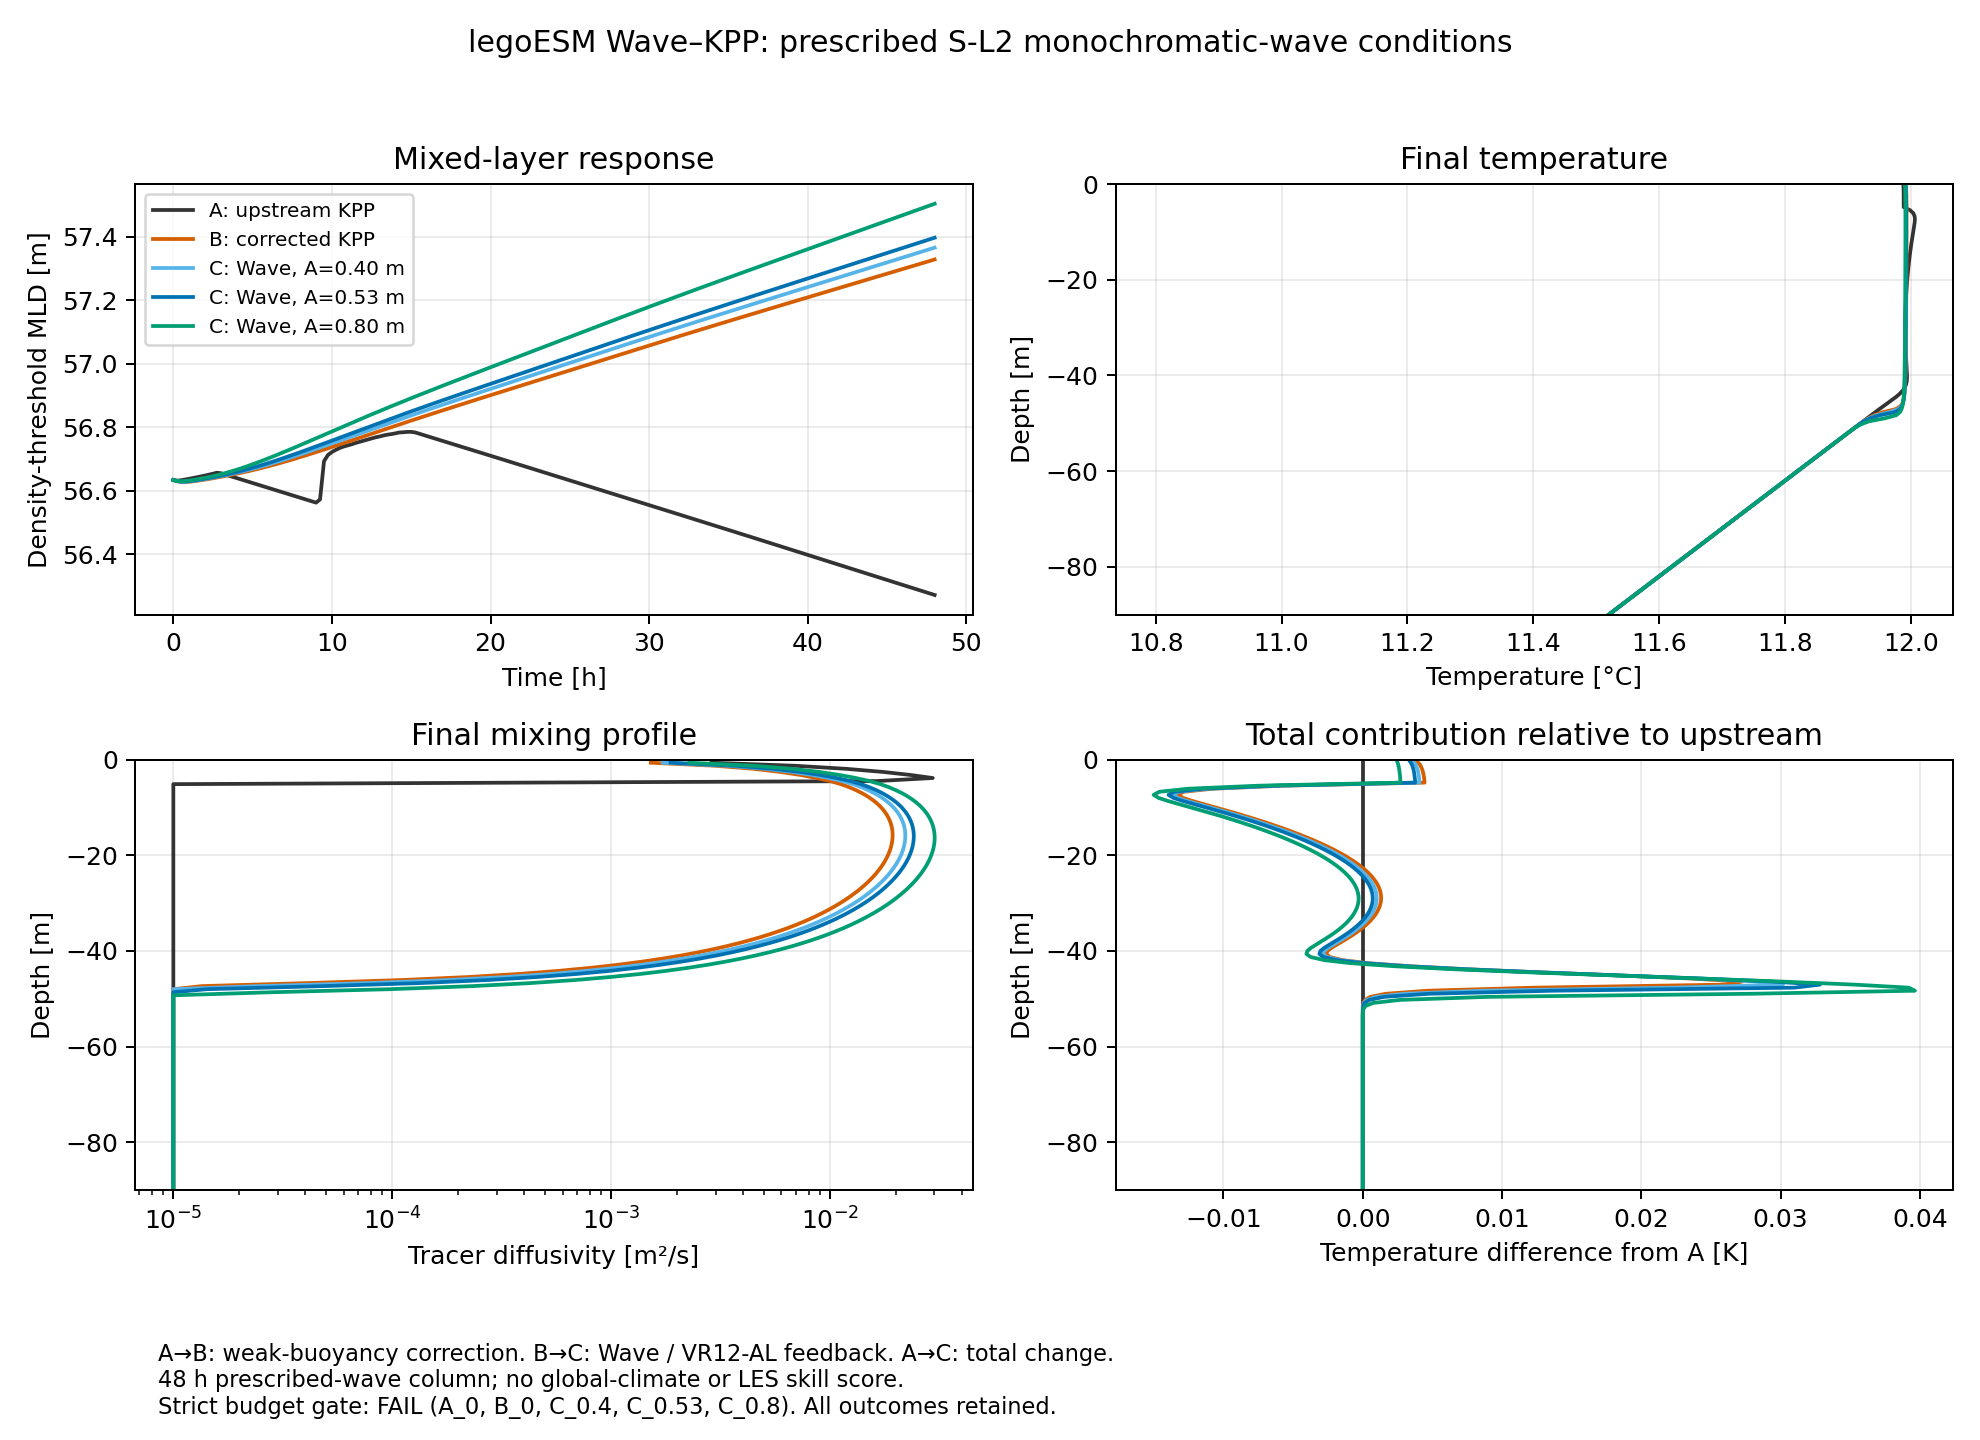 legoESM Wave–KPP: prescribed S-L2 monochromatic-wave conditions
Mixed-layer response
Density-threshold MLD [m]
57.4
57.2
57.0
56.8
56.6
56.4
A: upstream KPP
B: corrected KPP
C: Wave, A=0.40 m
C: Wave, A=0.53 m
C: Wave, A=0.80 m
0 10 20 30 40 50
Time [h]
Final temperature
Depth [m]
0
−20
−40
−60
−80
10.8 11.0 11.2 11.4 11.6 11.8 12.0
Temperature [°C]
Final mixing profile
Depth [m]
0
−20
−40
−60
−80
10⁻⁵ 10⁻⁴ 10⁻³ 10⁻²
Tracer diffusivity [m²/s]
Total contribution relative to upstream
Depth [m]
0
−20
−40
−60
−80
−0.01 0.00 0.01 0.02 0.03 0.04
Temperature difference from A [K]
A→B: weak-buoyancy correction. B→C: Wave / VR12-AL feedback. A→C: total change.
48 h prescribed-wave column; no global-climate or LES skill score.
Strict budget gate: FAIL (A_0, B_0, C_0.4, C_0.53, C_0.8). All outcomes retained.